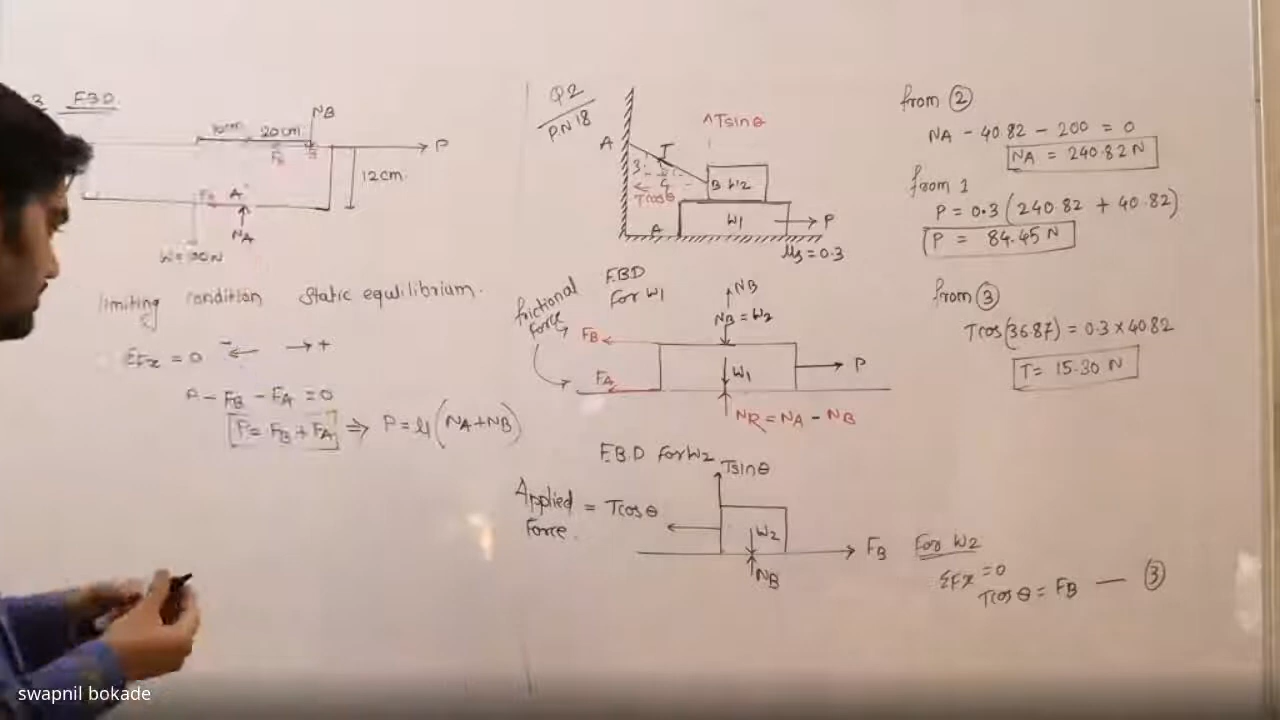 3 FBD
10cm 20cm
NB
P
12cm
FA A
NA
limiting condition static equilibrium.
ΣFx = 0 - ← → +
P - FB - FA = 0
P = FB + FA ⇒ P = μ (NA + NB)
Q2
PN18
^Tsinθ
A T
3
4
Tcosθ
B W2
A W1 P
μs = 0.3
FBD
For W1
frictional
force
NB
NB = W2
FB
W1 P
FA
NR = NA - NB
F.B.D For W2
Tsinθ
Applied = Tcosθ
Force.
W2
FB
NB
For W2
ΣFx = 0
Tcosθ = FB — ③
from ②
NA - 40.82 - 200 = 0
NA = 240.82 N
from 1
P = 0.3 (240.82 + 40.82)
P = 84.45 N
from ③
Tcos(36.87) = 0.3 × 40.82
T = 15.30 N
swapnil bokade